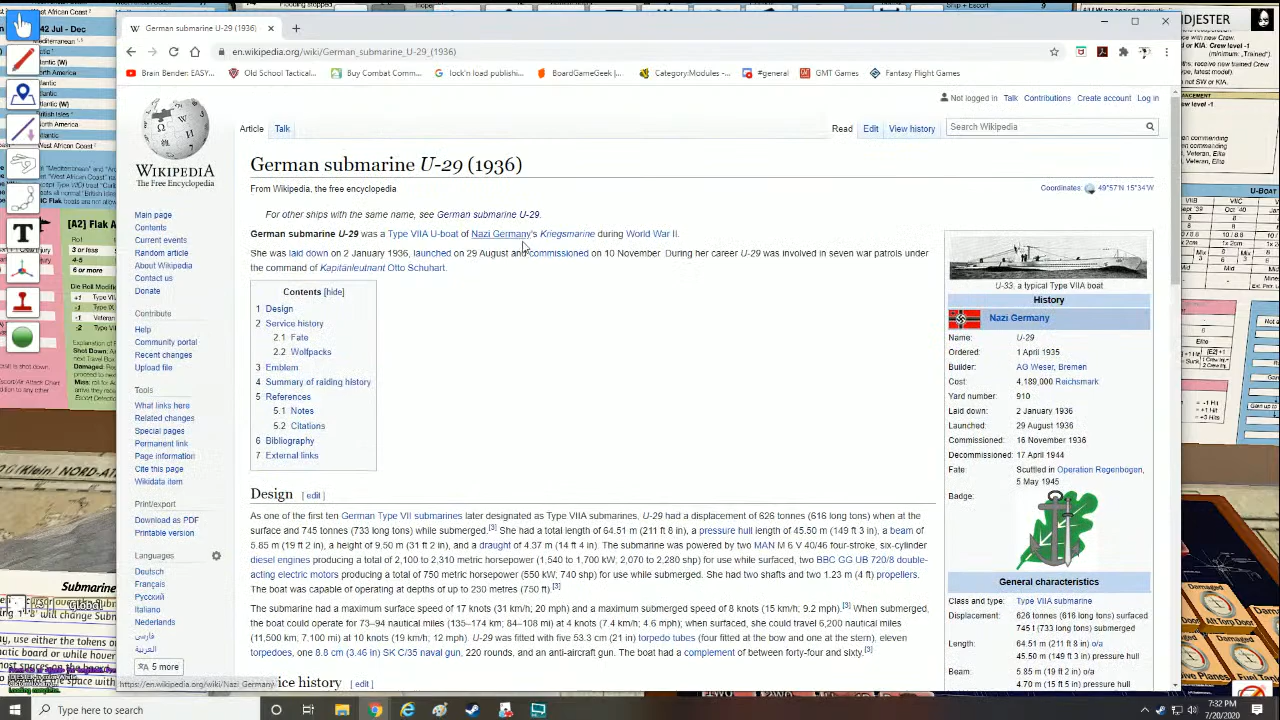 German submarine U-29 (1936)
en.wikipedia.org/wiki/German_submarine_U-29_(1936)
Brain Bender: EASY...
Old School Tactical...
Buy Combat Comm...
lock'n load publishi...
BoardGameGeek |...
Category:Modules -...
#general
GMT Games
Fantasy Flight Games
WIKIPEDIA
The Free Encyclopedia
Not logged in Talk Contributions Create account Log in
Article Talk
Read Edit View history
Search Wikipedia
German submarine U-29 (1936)
From Wikipedia, the free encyclopedia
Coordinates: 49°57'N 15°34'W
For other ships with the same name, see German submarine U-29.
German submarine U-29 was a Type VIIA U-boat of Nazi Germany's Kriegsmarine during World War II.
She was laid down on 2 January 1936, launched on 29 August and commissioned on 10 November. During her career U-29 was involved in seven war patrols under
the command of Kapitänleutnant Otto Schuhart.
Contents [hide]
1 Design
2 Service history
2.1 Fate
2.2 Wolfpacks
3 Emblem
4 Summary of raiding history
5 References
5.1 Notes
5.2 Citations
6 Bibliography
7 External links
Design [ edit ]
As one of the first ten German Type VII submarines later designated as Type VIIA submarines. U-29 had a displacement of 626 tonnes (616 long tons) when at the
surface and 745 tonnes (733 long tons) while submerged.[3] She had a total length of 64.51 m (211 ft 8 in), a pressure hull length of 45.50 m (149 ft 3 in), a beam of
5.85 m (19 ft 2 in), a height of 9.50 m (31 ft 2 in), and a draught of 4.37 m (14 ft 4 in). The submarine was powered by two MAN M 6 V 40/46 four-stroke, six-cylinder
diesel engines producing a total of 2,100 to 2,310 metric horsepower (1,540 to 1,700 kW; 2,070 to 2,280 shp) for use while surfaced, two BBC GG UB 720/8 double-
acting electric motors producing a total of 750 metric horsepower (550 kW; 740 shp) for use while submerged. She had two shafts and two 1.23 m (4 ft) propellers.
The boat was capable of operating at depths of up to 230 metres (750 ft).[3]
The submarine had a maximum surface speed of 17 knots (31 km/h; 20 mph) and a maximum submerged speed of 8 knots (15 km/h; 9.2 mph).[3] When submerged,
the boat could operate for 73–94 nautical miles (135–174 km; 84–108 mi) at 4 knots (7.4 km/h; 4.6 mph); when surfaced, she could travel 6,200 nautical miles
(11,500 km; 7,100 mi) at 10 knots (19 km/h; 12 mph). U-29 was fitted with five 53.3 cm (21 in) torpedo tubes (four fitted at the bow and one at the stern), eleven
torpedoes, one 8.8 cm (3.46 in) SK C/35 naval gun, 220 rounds, and an anti-aircraft gun. The boat had a complement of between forty-four and sixty.[3]
ice history [ edit ]
Main page
Contents
Current events
Random article
About Wikipedia
Contact us
Donate
Contribute
Help
Community portal
Recent changes
Upload file
Tools
What links here
Related changes
Special pages
Permanent link
Page information
Cite this page
Wikidata item
Print/export
Download as PDF
Printable version
Languages
Deutsch
Français
Русский
Italiano
Nederlands
فارسی
العربية
5 more
https://en.wikipedia.org/wiki/Nazi_Germany
U-33, a typical Type VIIA boat
History
Nazi Germany
Name: U-29
Ordered: 1 April 1935
Builder: AG Weser, Bremen
Cost: 4,189,000 Reichsmark
Yard number: 910
Laid down: 2 January 1936
Launched: 29 August 1936
Commissioned: 16 November 1936
Decommissioned: 17 April 1944
Fate: Scuttled in Operation Regenbogen,
5 May 1945
Badge:
General characteristics
Class and type: Type VIIA submarine
Displacement: 626 tonnes (616 long tons) surfaced
745 t (733 long tons) submerged
Length: 64.51 m (211 ft 8 in) o/a
45.50 m (149 ft 3 in) pressure hull
Beam: 5.85 m (19 ft 2 in) o/a
4.70 m (15 ft 5 in) pressure hull
[A2] Flak A
3 or less
4-5
6 or more
Global
Type here to search
7:32 PM
7/20/2020